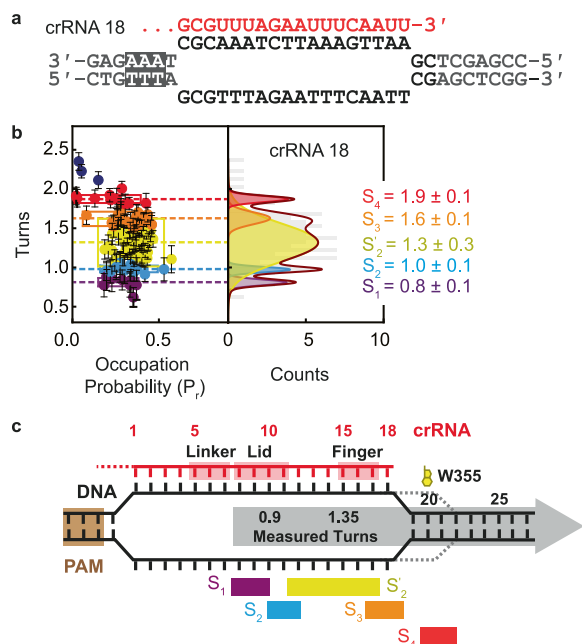 a
crRNA 18 ...GCGUUUAGAAUUUCAAUU-3'
CGCAAATCTTAAAGTTAA
3'-GAGAAAT GCTCGAGCC-5'
5'-CTGTTTA CGAGCTCGG-3'
GCGTTTAGAATTTCAATT
b
crRNA 18
Turns
2.5
2.0
1.5
1.0
0.5
S4 = 1.9 ± 0.1
S3 = 1.6 ± 0.1
S'2 = 1.3 ± 0.3
S2 = 1.0 ± 0.1
S1 = 0.8 ± 0.1
0.0 0.5 0 5 10
Occupation Probability (Pr)
Counts
c
1 5 10 15 18 crRNA
Linker Lid Finger
W355
DNA
20 25
0.9 1.35
Measured Turns
PAM
S1 S'2
S2 S3
S4